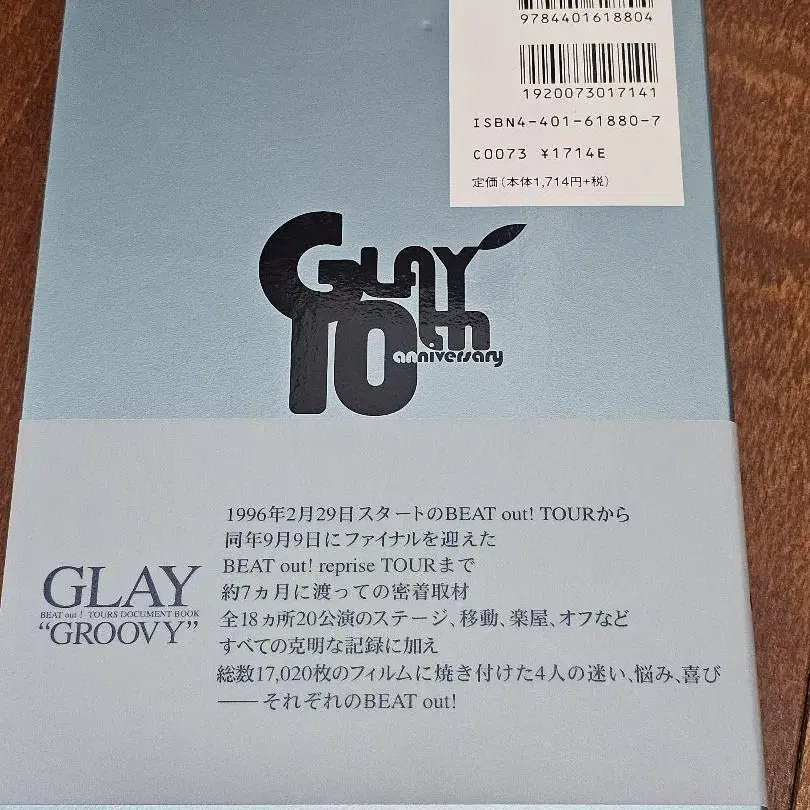 9784401618804
1920073017141
ISBN4-401-61880-7
C0073 ¥1714E
定価(本体1,714円+税)
GLAY
10th
anniversary
1996年2月29日スタートのBEAT out! TOURから
同年9月9日にファイナルを迎えた
BEAT out! reprise TOURまで
約7ヵ月に渡っての密着取材
全18ヵ所20公演のステージ、移動、楽屋、オフなど
すべての克明な記録に加え
総数17,020枚のフィルムに焼き付けた4人の迷い、悩み、喜び
——それぞれのBEAT out!
GLAY
BEAT out! TOURS DOCUMENT BOOK
“GROOVY”